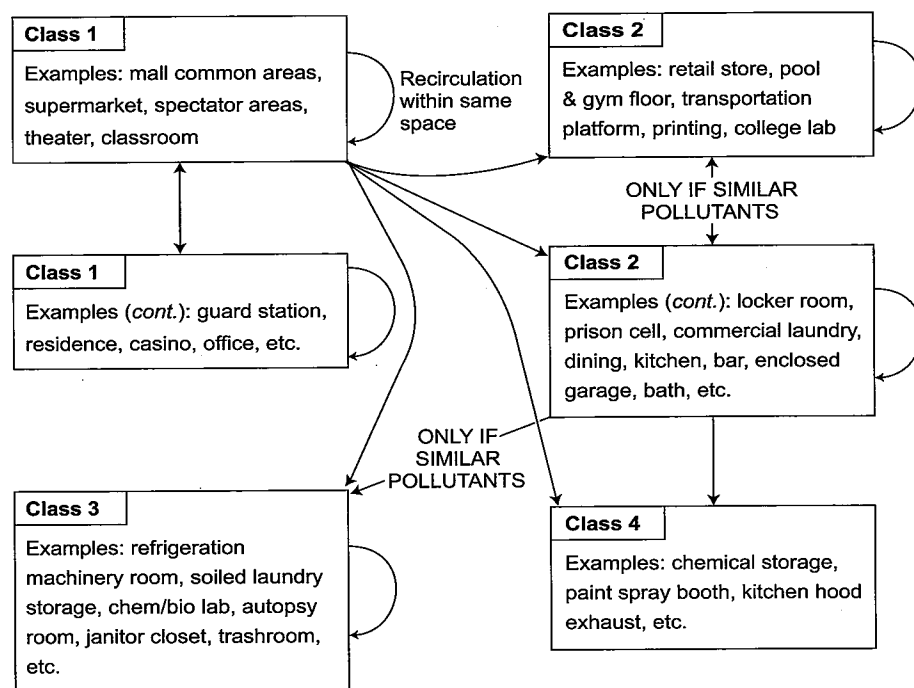 Class 1
Examples: mall common areas,
supermarket, spectator areas,
theater, classroom
Recirculation
within same
space
Class 2
Examples: retail store, pool
& gym floor, transportation
platform, printing, college lab
ONLY IF SIMILAR
POLLUTANTS
Class 1
Examples (cont.): guard station,
residence, casino, office, etc.
Class 2
Examples (cont.): locker room,
prison cell, commercial laundry,
dining, kitchen, bar, enclosed
garage, bath, etc.
ONLY IF
SIMILAR
POLLUTANTS
Class 3
Examples: refrigeration
machinery room, soiled laundry
storage, chem/bio lab, autopsy
room, janitor closet, trashroom,
etc.
Class 4
Examples: chemical storage,
paint spray booth, kitchen hood
exhaust, etc.